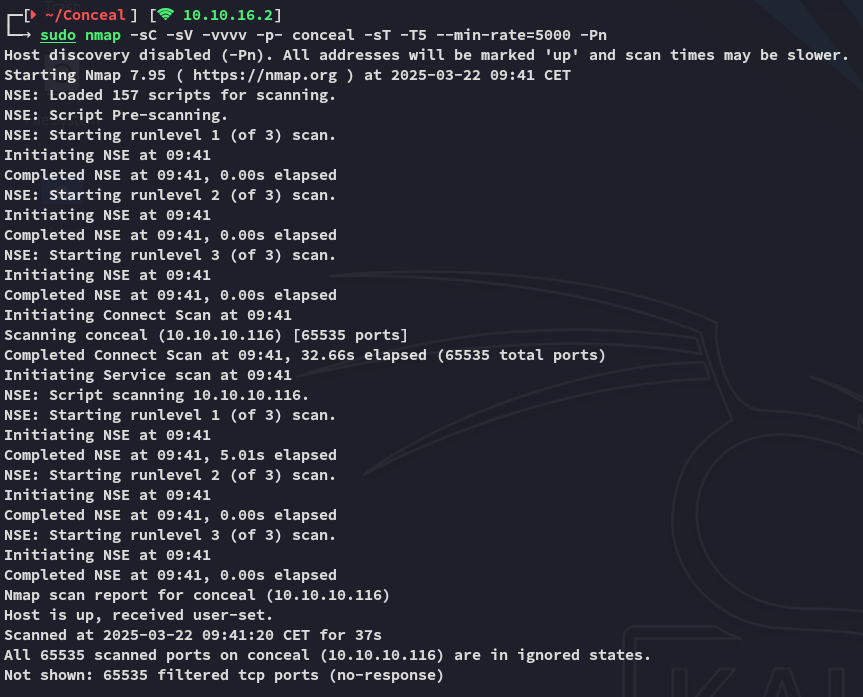 ~/Conceal ] [ 10.10.16.2]
sudo nmap -sC -sV -vvvv -p- conceal -sT -T5 --min-rate=5000 -Pn
Host discovery disabled (-Pn). All addresses will be marked 'up' and scan times may be slower.
Starting Nmap 7.95 ( https://nmap.org ) at 2025-03-22 09:41 CET
NSE: Loaded 157 scripts for scanning.
NSE: Script Pre-scanning.
NSE: Starting runlevel 1 (of 3) scan.
Initiating NSE at 09:41
Completed NSE at 09:41, 0.00s elapsed
NSE: Starting runlevel 2 (of 3) scan.
Initiating NSE at 09:41
Completed NSE at 09:41, 0.00s elapsed
NSE: Starting runlevel 3 (of 3) scan.
Initiating NSE at 09:41
Completed NSE at 09:41, 0.00s elapsed
Initiating Connect Scan at 09:41
Scanning conceal (10.10.10.116) [65535 ports]
Completed Connect Scan at 09:41, 32.66s elapsed (65535 total ports)
Initiating Service scan at 09:41
NSE: Script scanning 10.10.10.116.
NSE: Starting runlevel 1 (of 3) scan.
Initiating NSE at 09:41
Completed NSE at 09:41, 5.01s elapsed
NSE: Starting runlevel 2 (of 3) scan.
Initiating NSE at 09:41
Completed NSE at 09:41, 0.00s elapsed
NSE: Starting runlevel 3 (of 3) scan.
Initiating NSE at 09:41
Completed NSE at 09:41, 0.00s elapsed
Nmap scan report for conceal (10.10.10.116)
Host is up, received user-set.
Scanned at 2025-03-22 09:41:20 CET for 37s
All 65535 scanned ports on conceal (10.10.10.116) are in ignored states.
Not shown: 65535 filtered tcp ports (no-response)